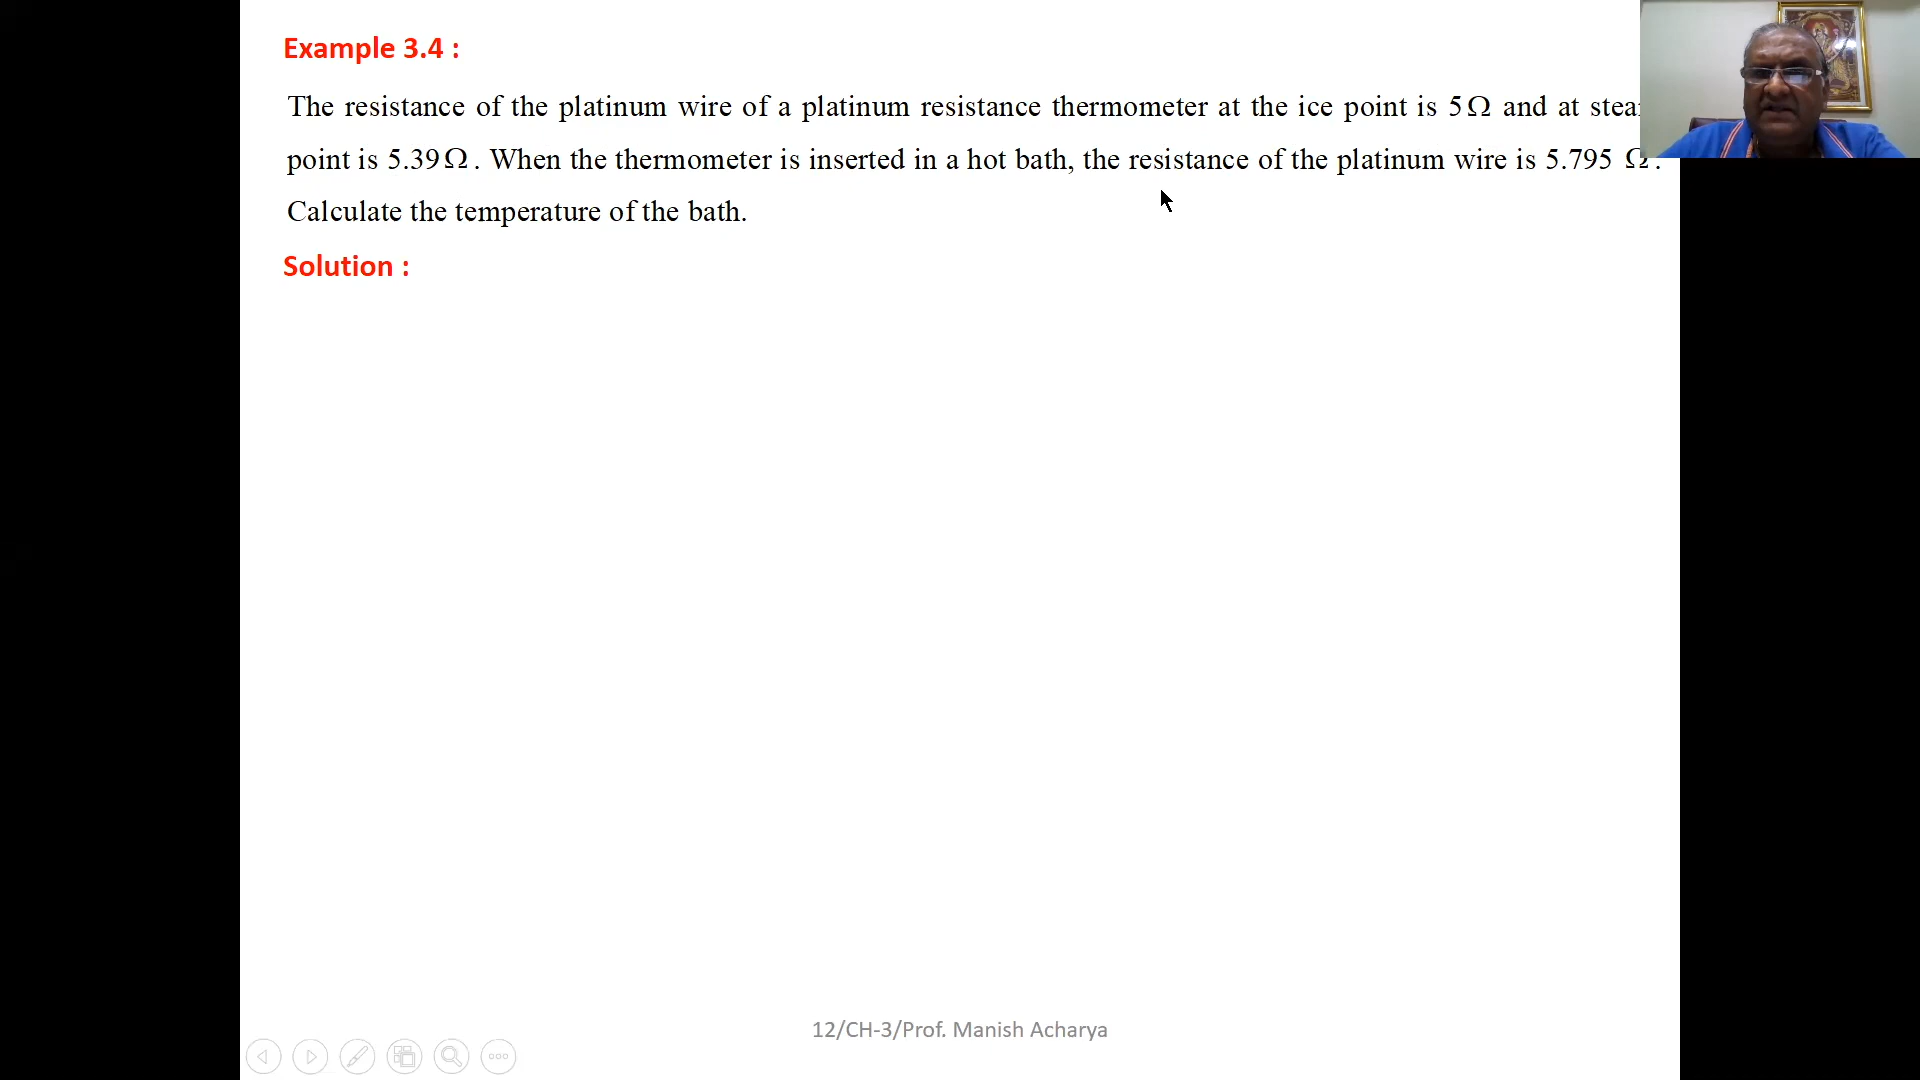 Example 3.4 :
The resistance of the platinum wire of a platinum resistance thermometer at the ice point is 5 Ω and at
point is 5.39 Ω . When the thermometer is inserted in a hot bath, the resistance of the platinum wire is 5.795 Ω .
Calculate the temperature of the bath.
Solution :
12/CH-3/Prof. Manish Acharya